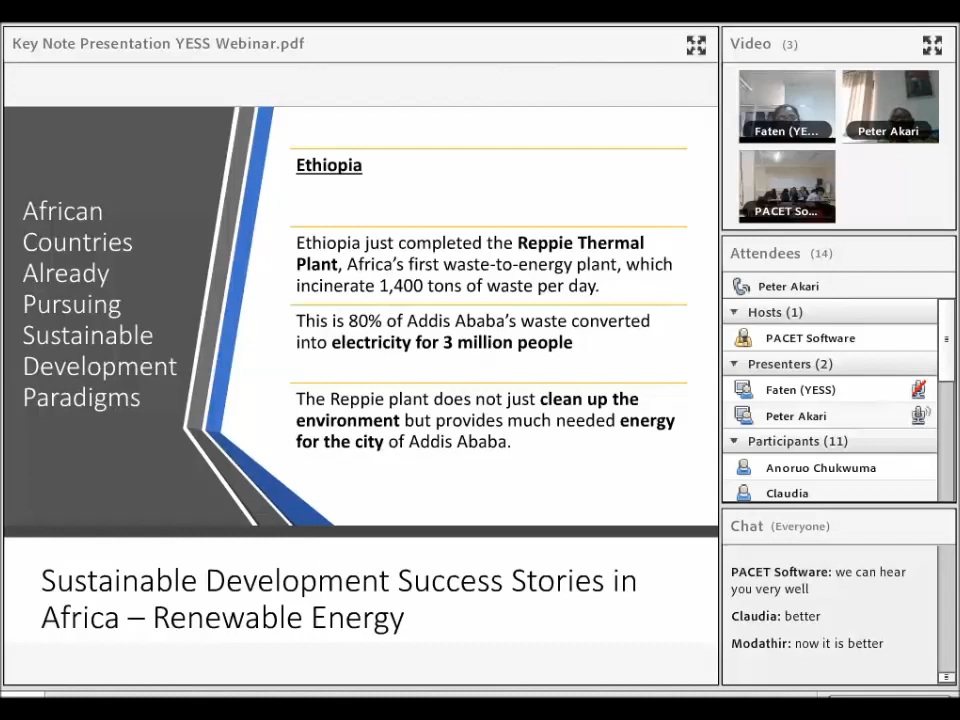 Key Note Presentation YESS Webinar.pdf
African
Countries
Already
Pursuing
Sustainable
Development
Paradigms
Ethiopia
Ethiopia just completed the Reppie Thermal
Plant, Africa's first waste-to-energy plant, which
incinerate 1,400 tons of waste per day.
This is 80% of Addis Ababa's waste converted
into electricity for 3 million people
The Reppie plant does not just clean up the
environment but provides much needed energy
for the city of Addis Ababa.
Sustainable Development Success Stories in
Africa – Renewable Energy
Video (3)
Faten (YE...
Peter Akari
PACET So...
Attendees (14)
Peter Akari
Hosts (1)
PACET Software
Presenters (2)
Faten (YESS)
Peter Akari
Participants (11)
Anoruo Chukwuma
Claudia
Chat (Everyone)
PACET Software: we can hear
you very well
Claudia: better
Modathir: now it is better